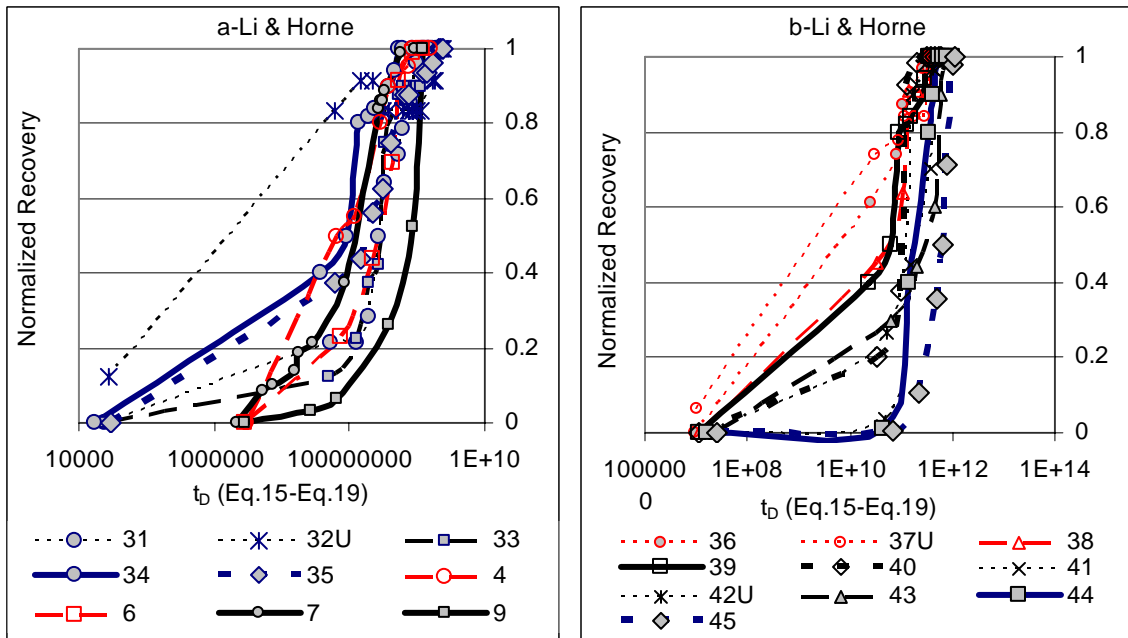 a-Li & Horne
Normalized Recovery
1
0.8
0.6
0.4
0.2
0
10000 1000000 100000000 1E+10
t_D (Eq.15-Eq.19)
31 32U 33
34 35 4
6 7 9
b-Li & Horne
Normalized Recovery
1
0.8
0.6
0.4
0.2
0
100000 1E+08 1E+10 1E+12 1E+14
0
t_D (Eq.15-Eq.19)
36 37U 38
39 40 41
42U 43 44
45